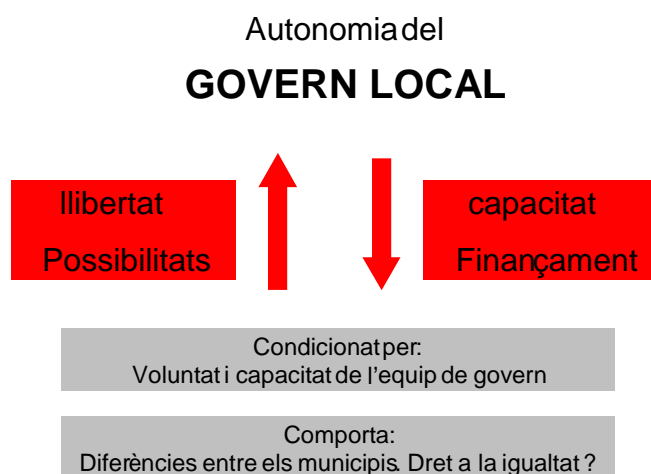 Autonomia del
GOVERN LOCAL
llibertat
Possibilitats
capacitat
Finançament
Condicionat per:
Voluntat i capacitat de l'equip de govern
Comporta:
Diferències entre els municipis. Dret a la igualtat ?